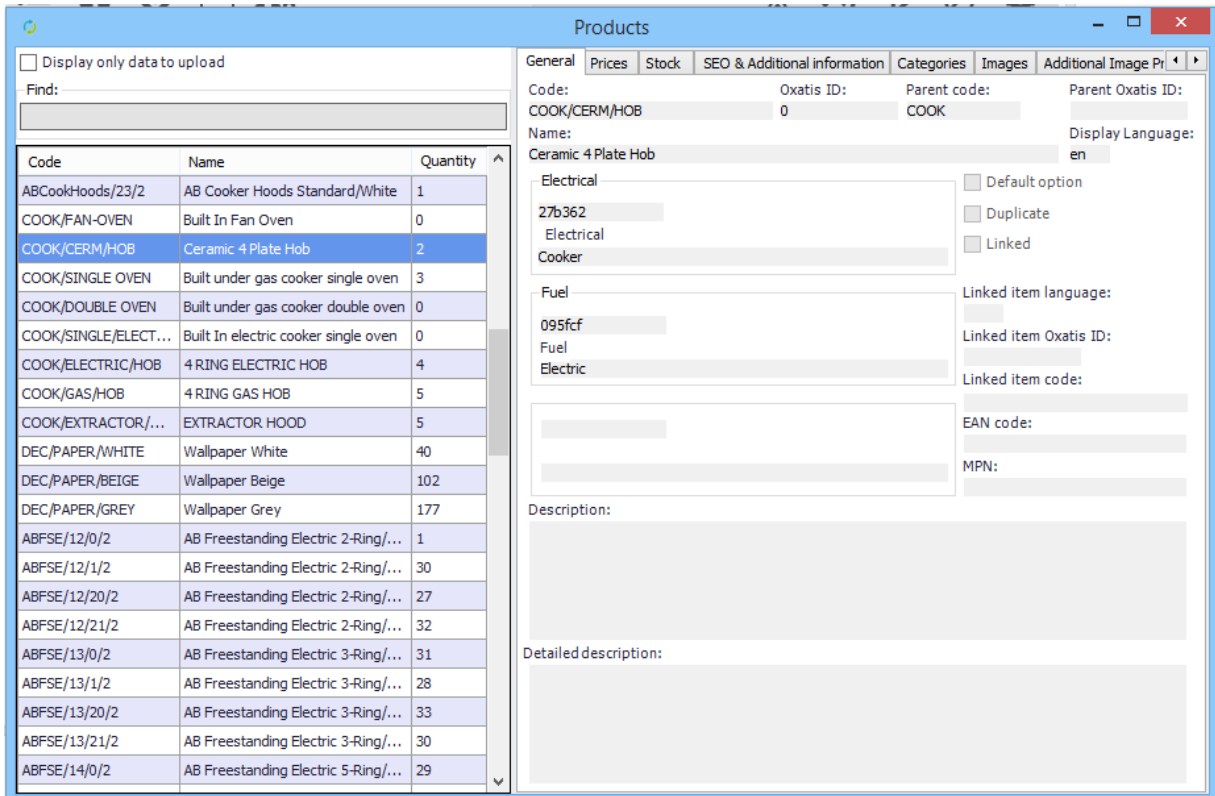 Products
Display only data to upload
Find:
Code Name Quantity
ABCookHoods/23/2 AB Cooker Hoods Standard/White 1
COOK/FAN-OVEN Built In Fan Oven 0
COOK/CERM/HOB Ceramic 4 Plate Hob 2
COOK/SINGLE OVEN Built under gas cooker single oven 3
COOK/DOUBLE OVEN Built under gas cooker double oven 0
COOK/SINGLE/ELECT... Built In electric cooker single oven 0
COOK/ELECTRIC/HOB 4 RING ELECTRIC HOB 4
COOK/GAS/HOB 4 RING GAS HOB 5
COOK/EXTRACTOR/... EXTRACTOR HOOD 5
DEC/PAPER/WHITE Wallpaper White 40
DEC/PAPER/BEIGE Wallpaper Beige 102
DEC/PAPER/GREY Wallpaper Grey 177
ABFSE/12/0/2 AB Freestanding Electric 2-Ring/... 1
ABFSE/12/1/2 AB Freestanding Electric 2-Ring/... 30
ABFSE/12/20/2 AB Freestanding Electric 2-Ring/... 27
ABFSE/12/21/2 AB Freestanding Electric 2-Ring/... 32
ABFSE/13/0/2 AB Freestanding Electric 3-Ring/... 31
ABFSE/13/1/2 AB Freestanding Electric 3-Ring/... 28
ABFSE/13/20/2 AB Freestanding Electric 3-Ring/... 33
ABFSE/13/21/2 AB Freestanding Electric 3-Ring/... 30
ABFSE/14/0/2 AB Freestanding Electric 5-Ring/... 29
General Prices Stock SEO & Additional information Categories Images Additional Image Pr
Code: Oxatis ID: Parent code: Parent Oxatis ID:
COOK/CERM/HOB 0 COOK
Name: Display Language:
Ceramic 4 Plate Hob en
Electrical
27b362
Electrical
Cooker
Default option
Duplicate
Linked
Fuel
095fcf
Fuel
Electric
Linked item language:
Linked item Oxatis ID:
Linked item code:
EAN code:
MPN:
Description:
Detailed description: